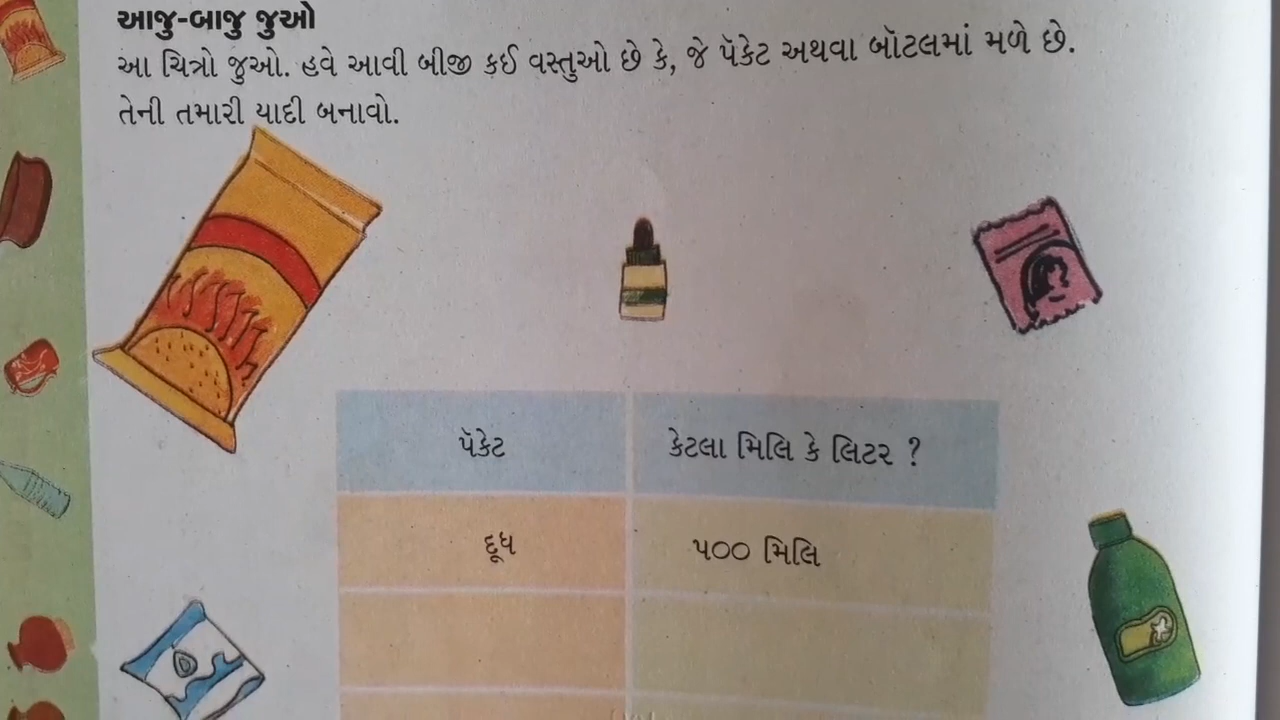 આજુ-બાજુ જુઓ
આ ચિત્રો જુઓ. હવે આવી બીજી કઈ વસ્તુઓ છે કે, જે પૅકેટ અથવા બૉટલમાં મળે છે.
તેની તમારી યાદી બનાવો.
પૅકેટ કેટલા મિલિ કે લિટર ?
દૂધ ૫૦૦ મિલિ